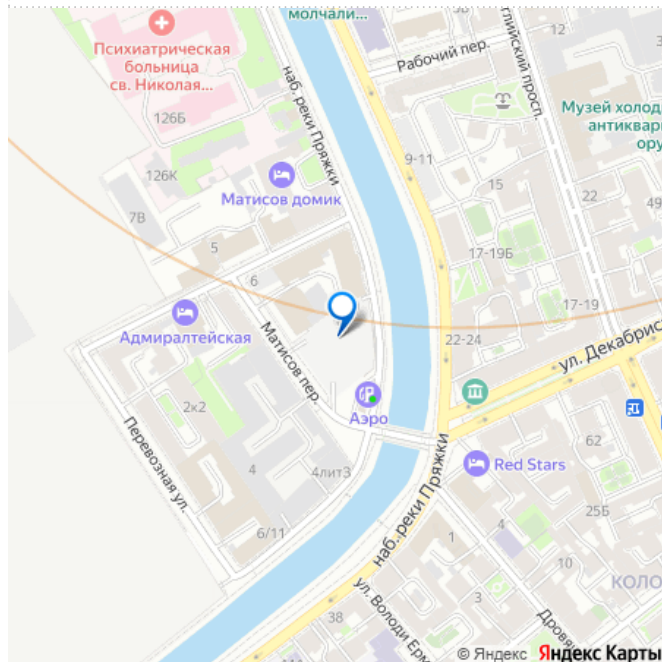 молчали...
Психиатрическая
больница
св. Николая...
126Б
наб. реки Пряжки
Рабочий пер.
12
глийский просп.
Музей холод
антиквар
ору
9-11
15
22
126К
Матисов домик
7В
5
17-19Б
6
17-19
Адмиралтейская
Матисов пер.
22-24
ул. Декабрис
Аэро
2к2
Перевозная ул.
4
4лит3
62
Red Stars
наб. реки Пряжки
6/11
1
25Б
4
10
КОЛО
ул. Володи Ерм
38
Дровя
© Яндекс Яндекс Карты